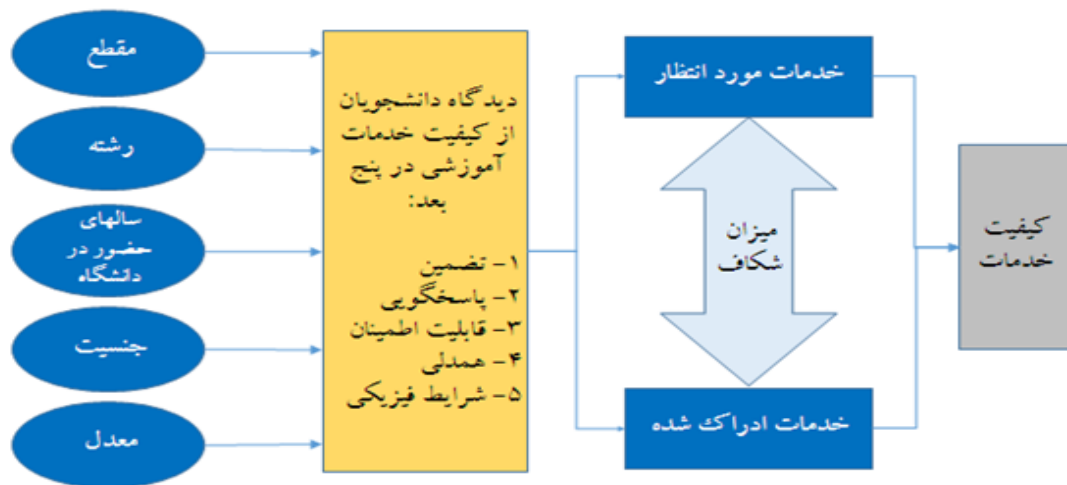 مقطع
رشته
سالهای
حضور در
دانشگاه
جنسیت
معدل
دیدگاه دانشجویان
از کیفیت خدمات
آموزشی در پنج
بعد:
۱- تضمین
۲- پاسخگویی
۳- قابلیت اطمینان
۴- همدلی
۵- شرایط فیزیکی
خدمات مورد انتظار
میزان
شکاف
خدمات ادراک شده
کیفیت
خدمات